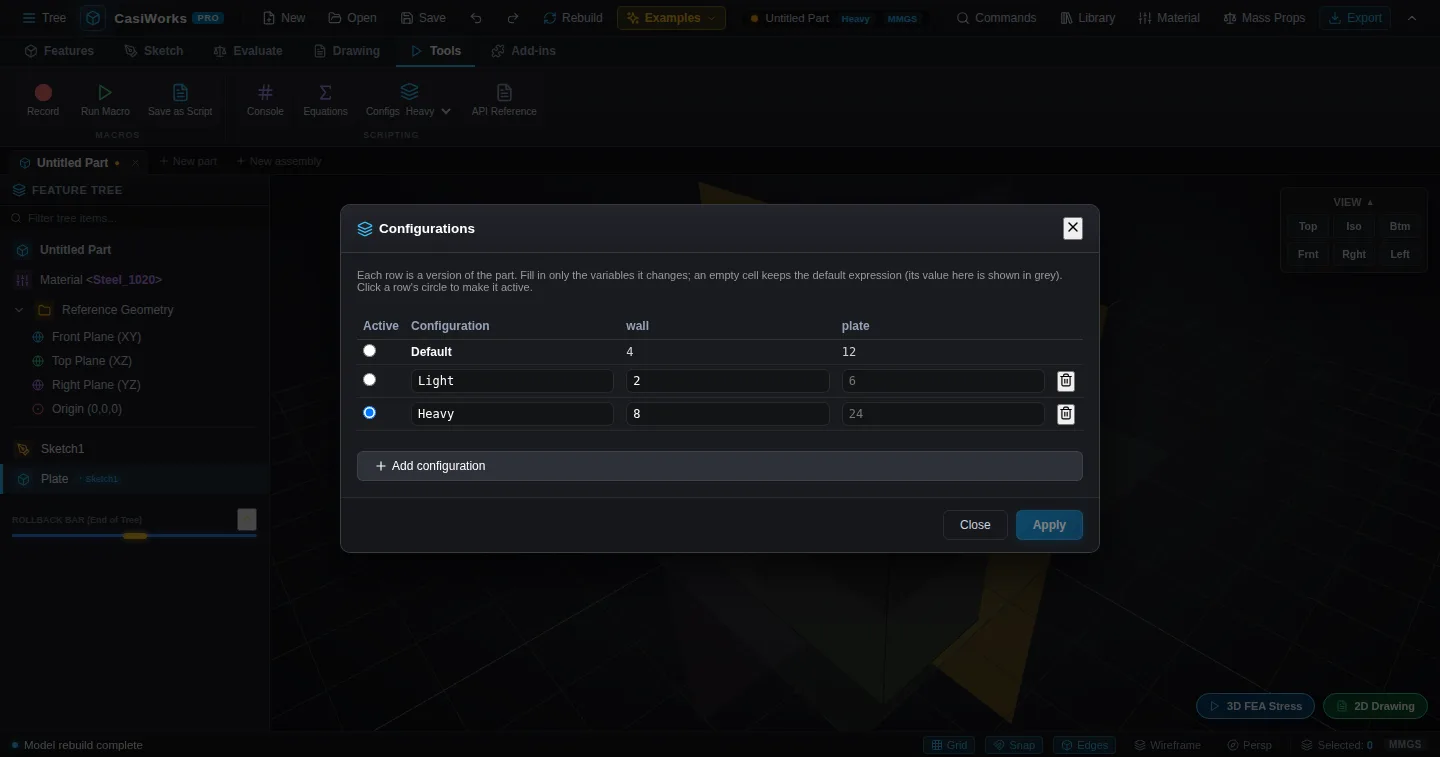 Tree
CasiWorks PRO
New
Open
Save
Rebuild
Examples
Untitled Part Heavy MMGS
Commands
Library
Material
Mass Props
Export
Features
Sketch
Evaluate
Drawing
Tools
Add-ins
Record
Run Macro
Save as Script
Console
Equations
Configs Heavy
API Reference
MACROS
SCRIPTING
Untitled Part
New part
New assembly
FEATURE TREE
Filter tree items...
Untitled Part
Material <Steel_1020>
Reference Geometry
Front Plane (XY)
Top Plane (XZ)
Right Plane (YZ)
Origin (0,0,0)
Sketch1
Plate ↑ Sketch1
ROLLBACK BAR (End of Tree)
Configurations
Each row is a version of the part. Fill in only the variables it changes; an empty cell keeps the default expression (its value here is shown in grey).
Click a row's circle to make it active.
Active Configuration wall plate
Default 4 12
Light 2 6
Heavy 8 24
Add configuration
Close
Apply
VIEW ▲
Top Iso Btm
Frnt Rght Left
3D FEA Stress
2D Drawing
Model rebuild complete
Grid
Snap
Edges
Wireframe
Persp
Selected: 0
MMGS